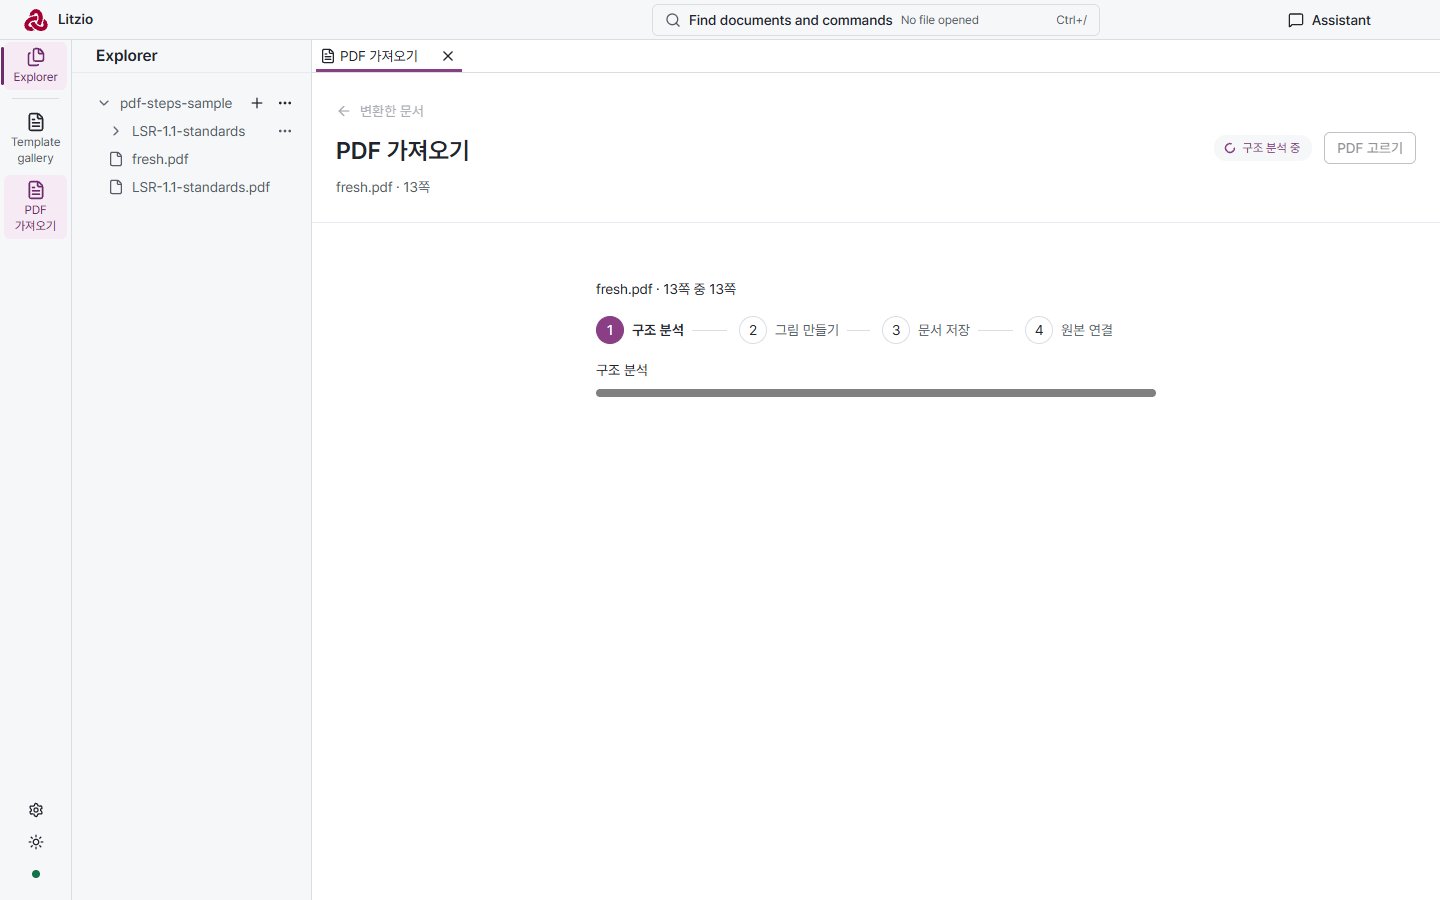 Litzio
Find documents and commands No file opened Ctrl+/
Assistant
Explorer
Template gallery
PDF 가져오기
Explorer
pdf-steps-sample
LSR-1.1-standards
fresh.pdf
LSR-1.1-standards.pdf
PDF 가져오기
변환한 문서
PDF 가져오기
fresh.pdf · 13쪽
구조 분석 중
PDF 고르기
fresh.pdf · 13쪽 중 13쪽
1 구조 분석 2 그림 만들기 3 문서 저장 4 원본 연결
구조 분석